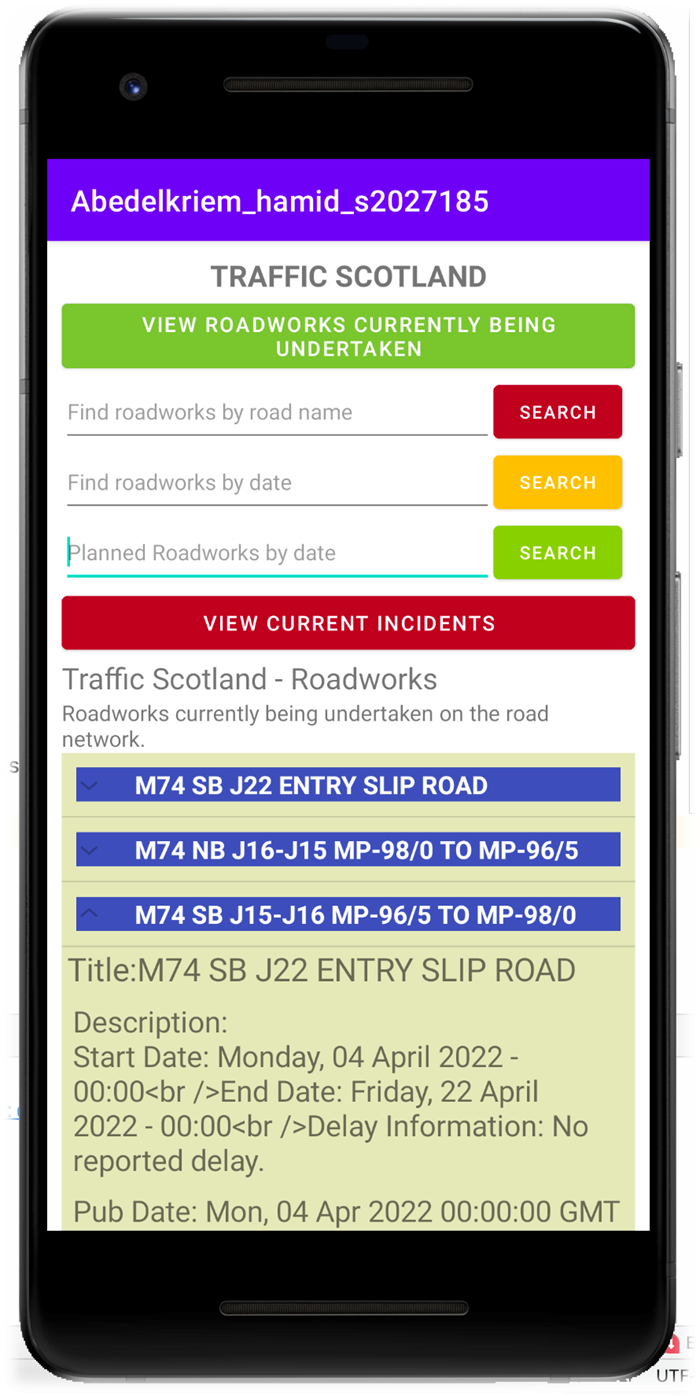 Abedelkriem_hamid_s2027185
TRAFFIC SCOTLAND
VIEW ROADWORKS CURRENTLY BEING
UNDERTAKEN
Find roadworks by road name
SEARCH
Find roadworks by date
SEARCH
Planned Roadworks by date
SEARCH
VIEW CURRENT INCIDENTS
Traffic Scotland - Roadworks
Roadworks currently being undertaken on the road
network.
M74 SB J22 ENTRY SLIP ROAD
M74 NB J16-J15 MP-98/0 TO MP-96/5
M74 SB J15-J16 MP-96/5 TO MP-98/0
Title:M74 SB J22 ENTRY SLIP ROAD
Description:
Start Date: Monday, 04 April 2022 -
00:00<br />End Date: Friday, 22 April
2022 - 00:00<br />Delay Information: No
reported delay.
Pub Date: Mon, 04 Apr 2022 00:00:00 GMT
UTF